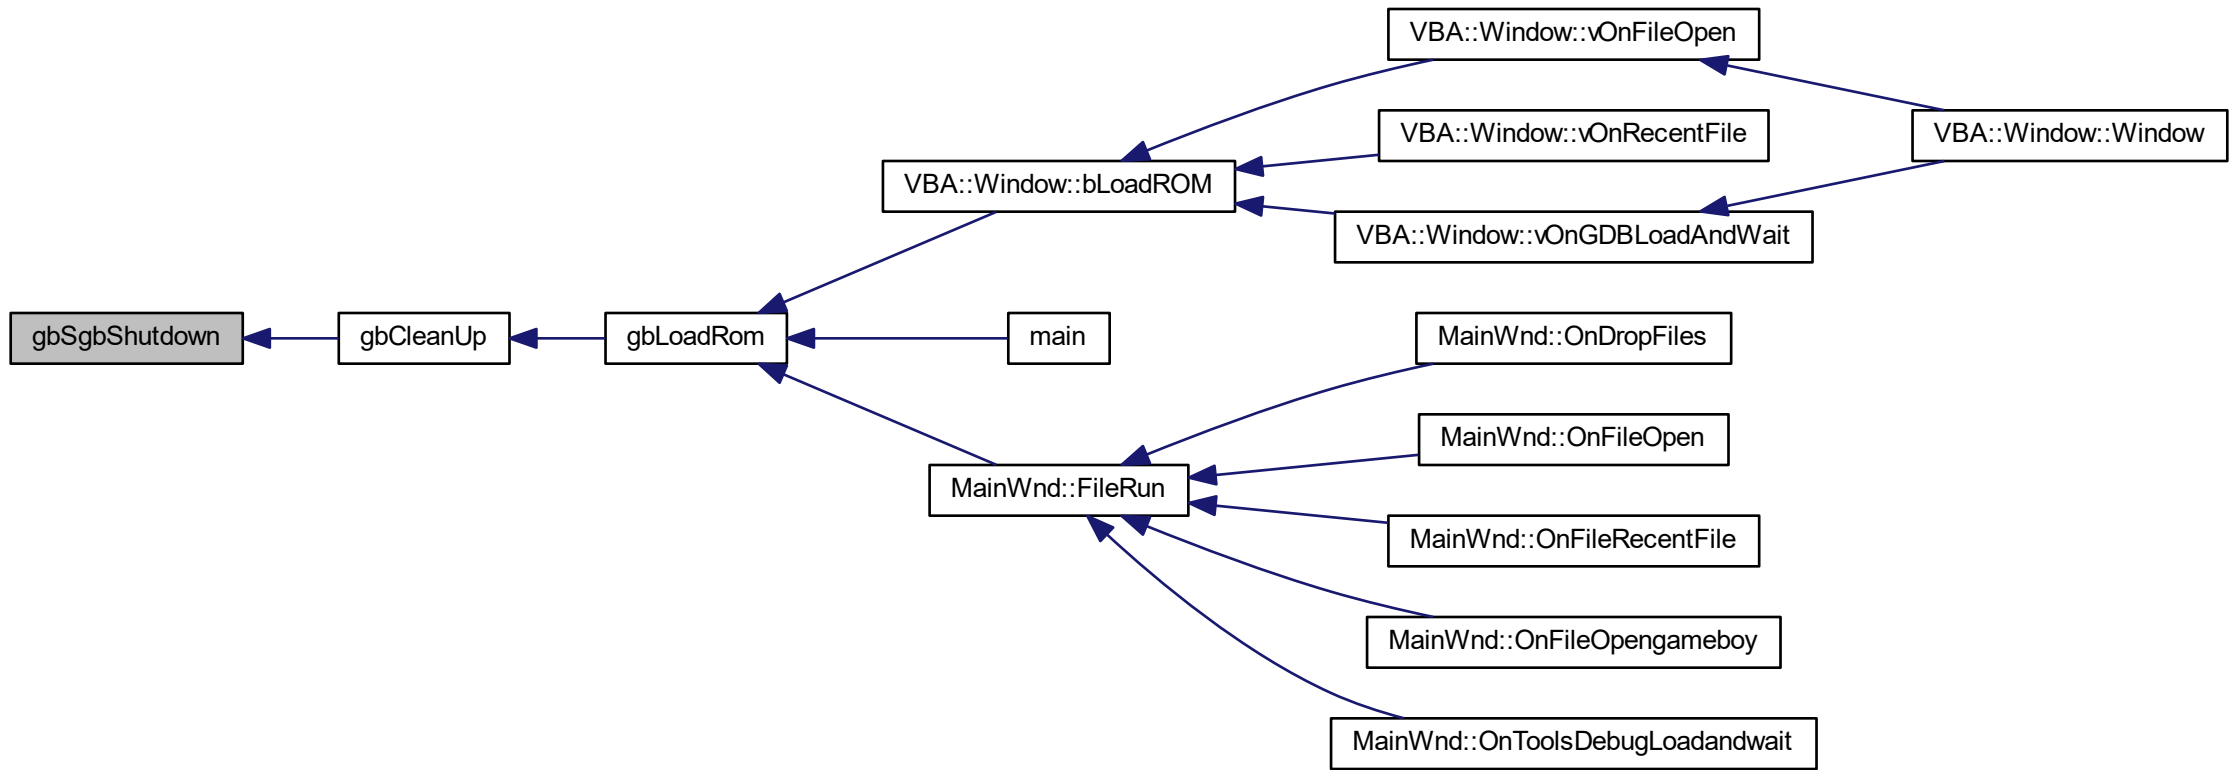 VBA::Window::vOnFileOpen
VBA::Window::vOnRecentFile
VBA::Window::Window
VBA::Window::bLoadROM
VBA::Window::vOnGDBLoadAndWait
gbSgbShutdown
gbCleanUp
gbLoadRom
main
MainWnd::OnDropFiles
MainWnd::OnFileOpen
MainWnd::FileRun
MainWnd::OnFileRecentFile
MainWnd::OnFileOpengameboy
MainWnd::OnToolsDebugLoadandwait